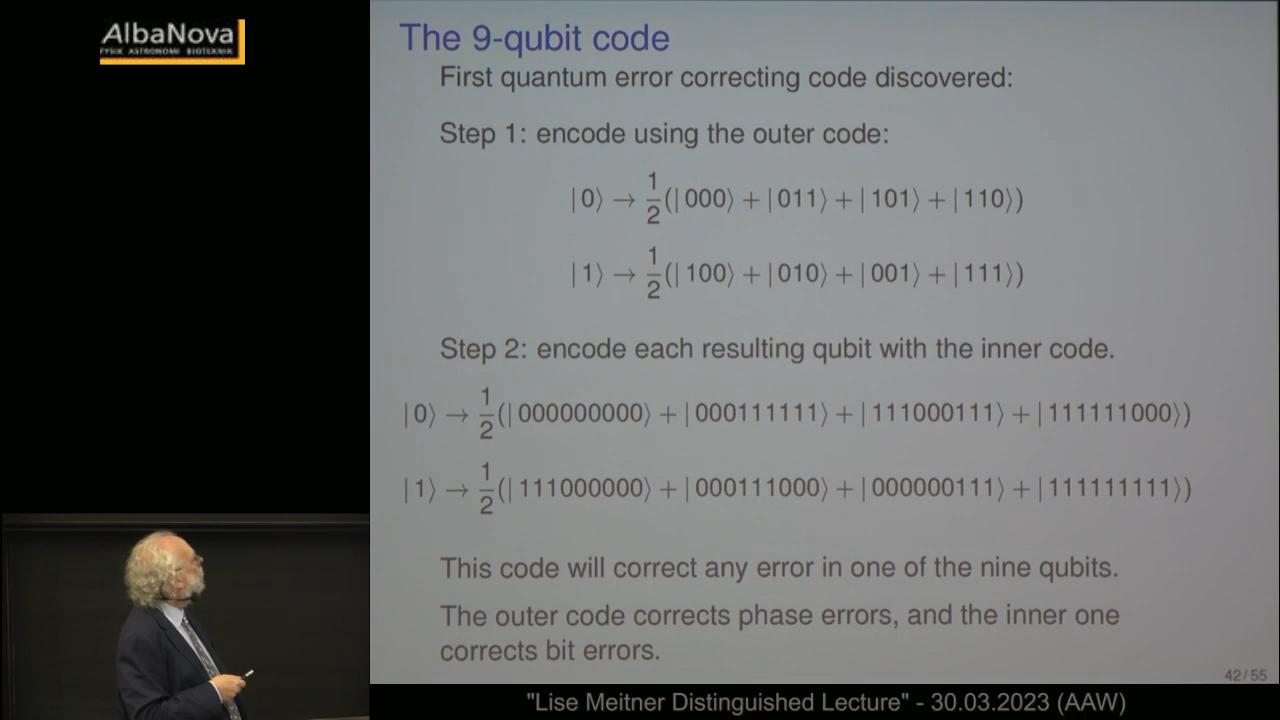 AlbaNova
FYSIK ASTRONOMI BIOTEKNIK
The 9-qubit code
First quantum error correcting code discovered:
Step 1: encode using the outer code:
|0⟩ → 1/2(|000⟩ + |011⟩ + |101⟩ + |110⟩)
|1⟩ → 1/2(|100⟩ + |010⟩ + |001⟩ + |111⟩)
Step 2: encode each resulting qubit with the inner code.
|0⟩ → 1/2(|000000000⟩ + |000111111⟩ + |111000111⟩ + |111111000⟩)
|1⟩ → 1/2(|111000000⟩ + |000111000⟩ + |000000111⟩ + |111111111⟩)
This code will correct any error in one of the nine qubits.
The outer code corrects phase errors, and the inner one
corrects bit errors.
42/55
"Lise Meitner Distinguished Lecture" - 30.03.2023 (AAW)